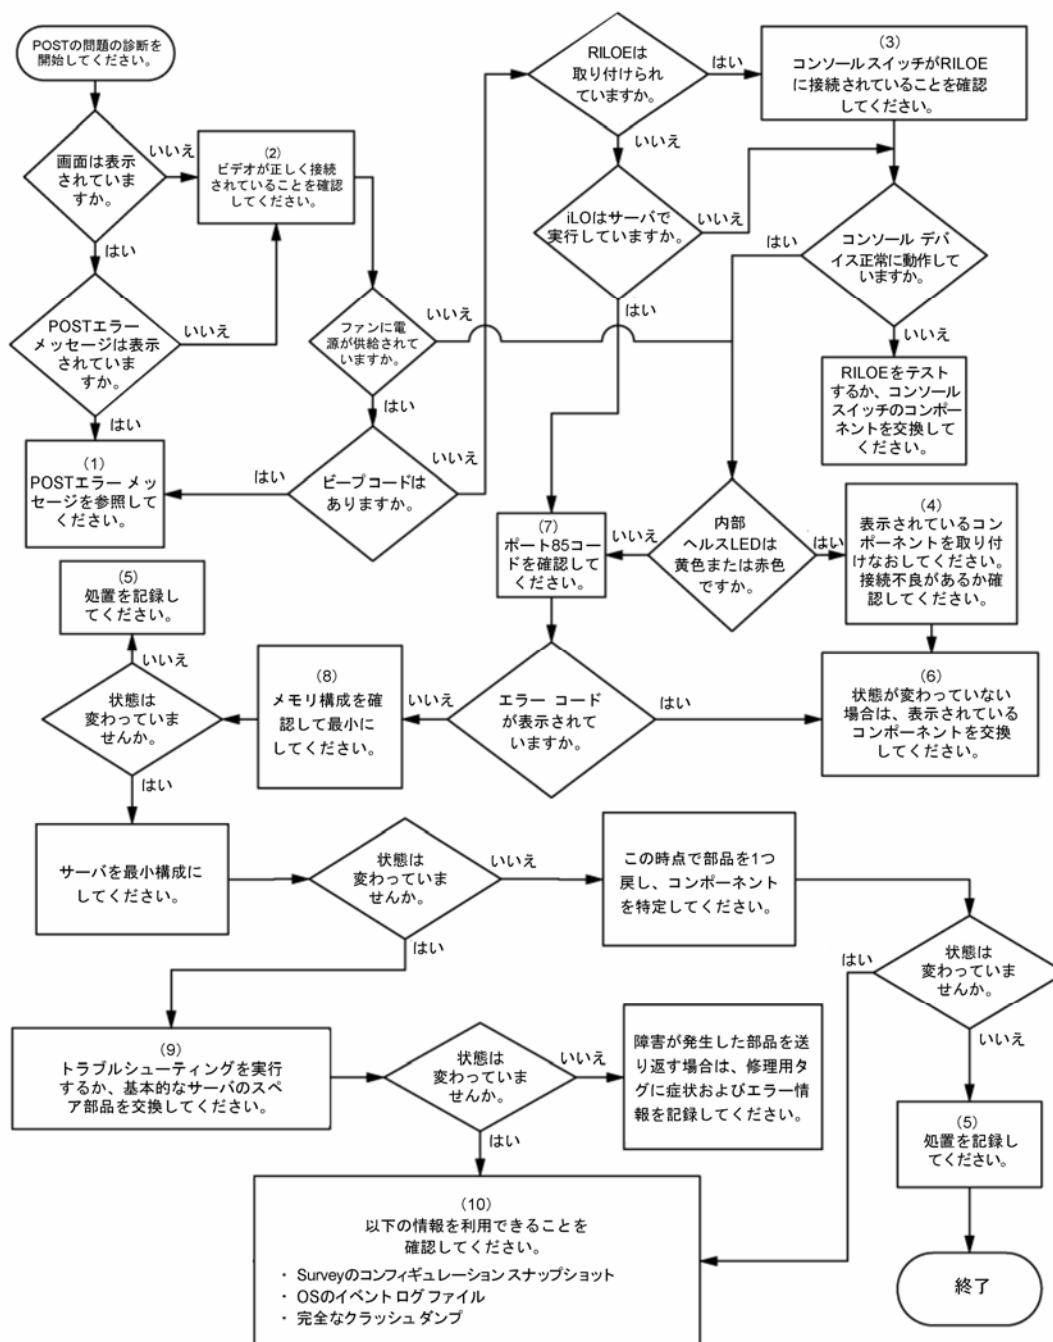 POSTの問題の診断を
開始してください。
画面は表示
されていま
すか。
いいえ
はい
(2)
ビデオが正しく接続
されていることを確認
してください。
POSTエラー
メッセージは表示
されていま
すか。
いいえ
はい
(1)
POSTエラー メッ
セージを参照して
ください。
ファンに電
源が供給されて
いますか。
いいえ
はい
ビープコードは
ありますか。
はい
いいえ
RILOEは
取り付けられ
ていますか。
はい
いいえ
(3)
コンソールスイッチがRILOE
に接続されていることを確認
してください。
iLOはサーバで
実行していますか。
いいえ
はい
コンソール デバ
イス正常に動作して
いますか。
はい
いいえ
RILOEをテスト
するか、コンソール
スイッチのコンポー
ネントを交換して
ください。
内部
ヘルスLEDは
黄色または赤色
ですか。
いいえ
はい
(4)
表示されているコン
ポーネントを取り付
けなおしてください。
接続不良があるか確
認してください。
(7)
ポート85コー
ドを確認して
ください。
(6)
状態が変わっていない
場合は、表示されている
コンポーネントを交換
してください。
エラー コード
が表示されて
いますか。
はい
いいえ
(8)
メモリ構成を確
認して最小に
してください。
(5)
処置を記録し
てください。
いいえ
状態は
変わっていま
せんか。
はい
サーバを最小構成に
してください。
状態は
変わっていま
せんか。
いいえ
はい
この時点で部品を1つ
戻し、コンポーネント
を特定してください。
状態は
変わっていま
せんか。
はい
いいえ
(9)
トラブルシューティングを実行
するか、基本的なサーバのスペ
ア部品を交換してください。
状態は
変わっていま
せんか。
いいえ
はい
障害が発生した部品を送
り返す場合は、修理用タ
グに症状およびエラー情
報を記録してください。
(5)
処置を記録し
てください。
(10)
以下の情報を利用できることを
確認してください。
・ Surveyのコンフィギュレーション スナップショット
・ OSのイベントログ ファイル
・ 完全なクラッシュダンプ
終了